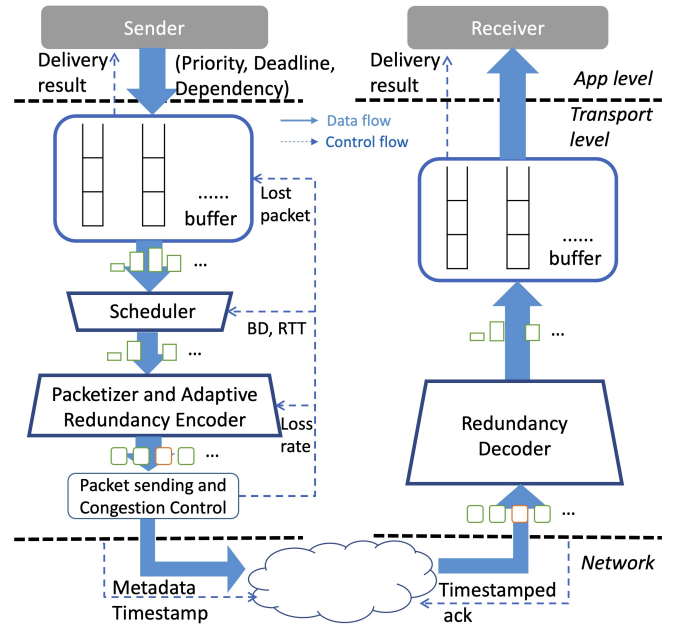 Sender
Receiver
Delivery
result
(Priority, Deadline,
Dependency)
Delivery
result
App level
Transport
level
Data flow
Control flow
......
buffer
Lost
packet
......
buffer
...
Scheduler
BD, RTT
...
...
Packetizer and Adaptive
Redundancy Encoder
Redundancy
Decoder
Loss
rate
...
Packet sending and
Congestion Control
...
Network
Metadata
Timestamp
Timestamped
ack